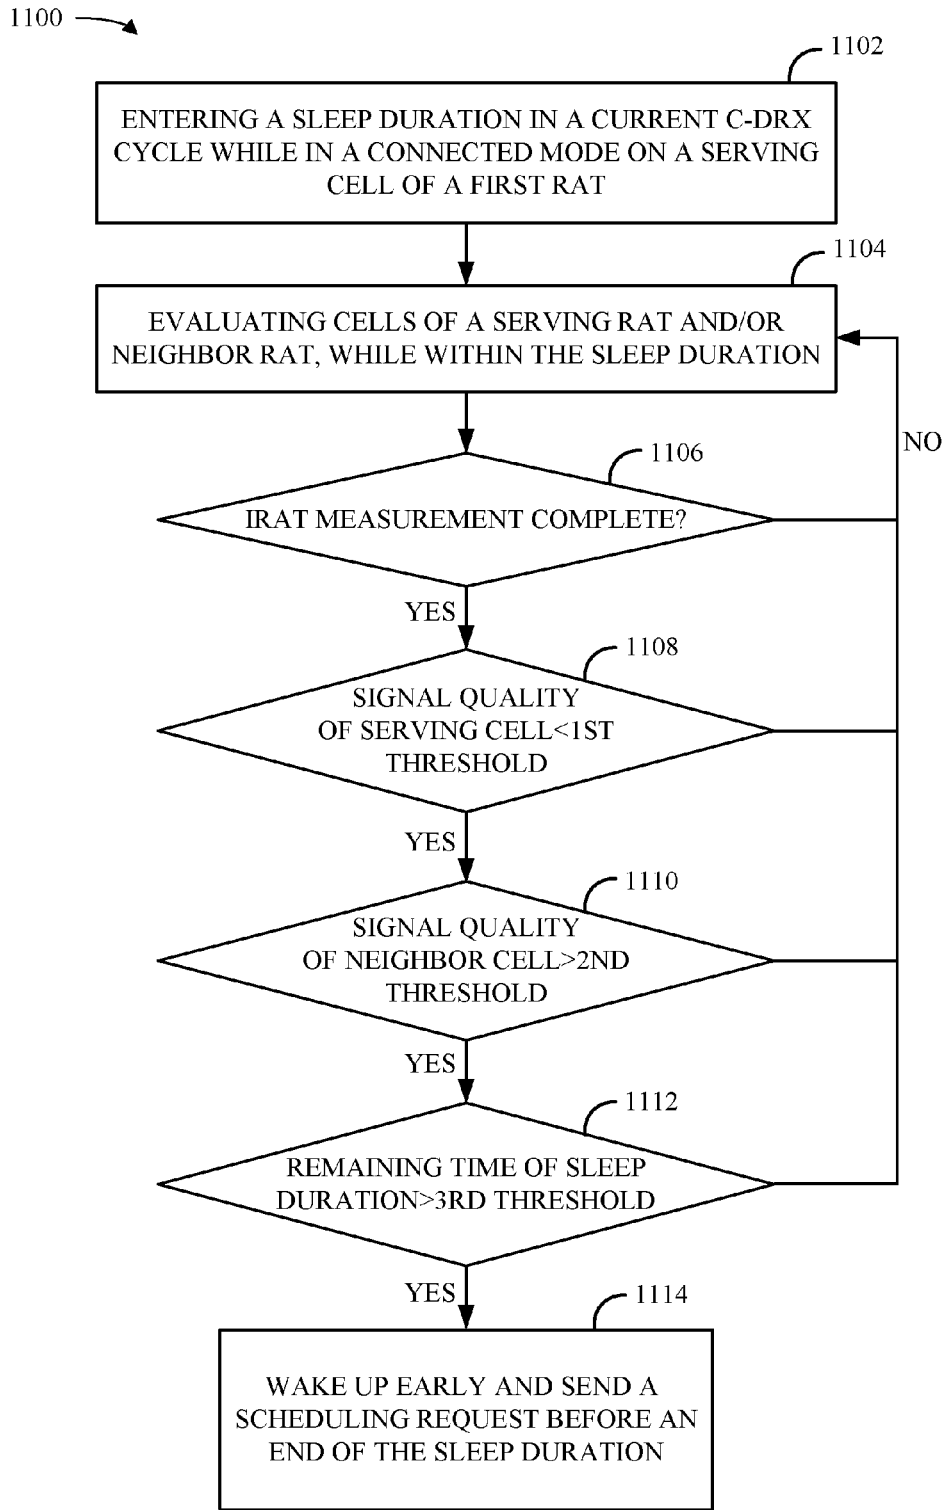 1100
1102
ENTERING A SLEEP DURATION IN A CURRENT C-DRX
CYCLE WHILE IN A CONNECTED MODE ON A SERVING
CELL OF A FIRST RAT
1104
EVALUATING CELLS OF A SERVING RAT AND/OR
NEIGHBOR RAT, WHILE WITHIN THE SLEEP DURATION
NO
1106
IRAT MEASUREMENT COMPLETE?
YES
1108
SIGNAL QUALITY
OF SERVING CELL<1ST
THRESHOLD
YES
1110
SIGNAL QUALITY
OF NEIGHBOR CELL>2ND
THRESHOLD
YES
1112
REMAINING TIME OF SLEEP
DURATION>3RD THRESHOLD
YES
1114
WAKE UP EARLY AND SEND A
SCHEDULING REQUEST BEFORE AN
END OF THE SLEEP DURATION